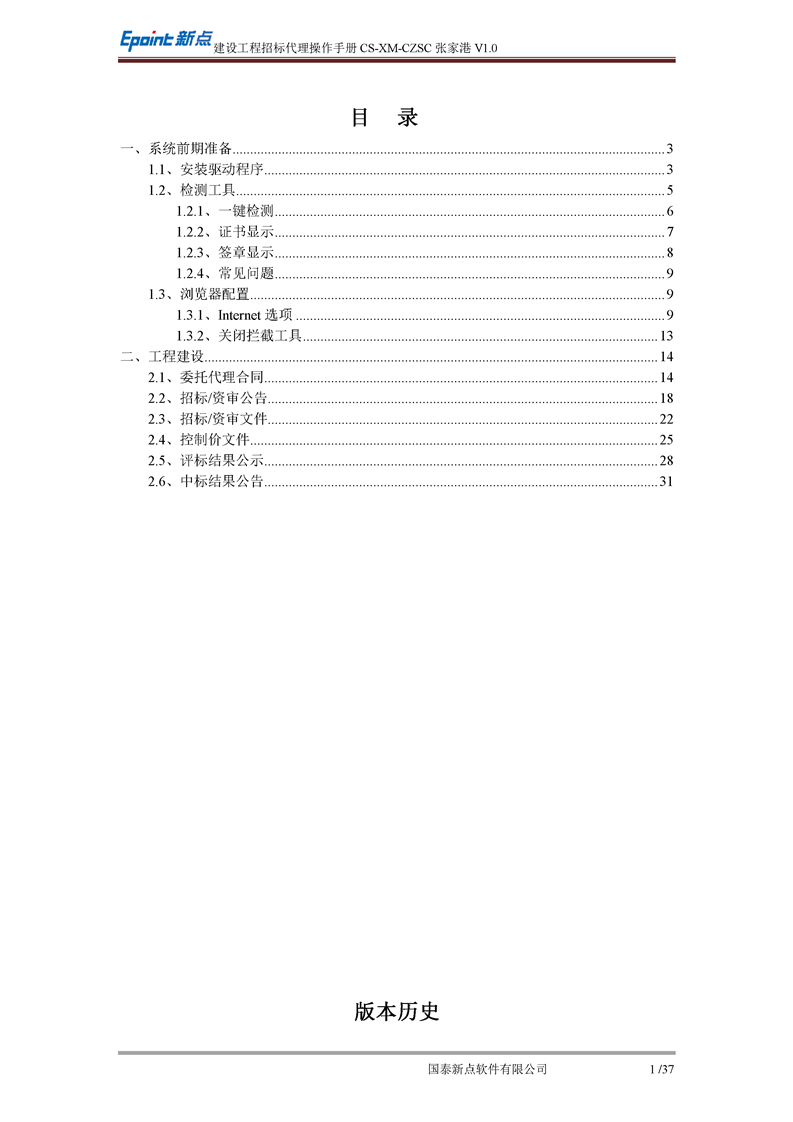 Epoint 新点 建设工程招标代理操作手册 CS-XM-CZSC 张家港 V1.0
目 录
一、系统前期准备........3
1.1、安装驱动程序........3
1.2、检测工具........5
1.2.1、一键检测........6
1.2.2、证书显示........7
1.2.3、签章显示........8
1.2.4、常见问题........9
1.3、浏览器配置........9
1.3.1、Internet 选项........9
1.3.2、关闭拦截工具........13
二、工程建设........14
2.1、委托代理合同........14
2.2、招标/资审公告........18
2.3、招标/资审文件........22
2.4、控制价文件........25
2.5、评标结果公示........28
2.6、中标结果公告........31
版本历史
国泰新点软件有限公司 1 /37